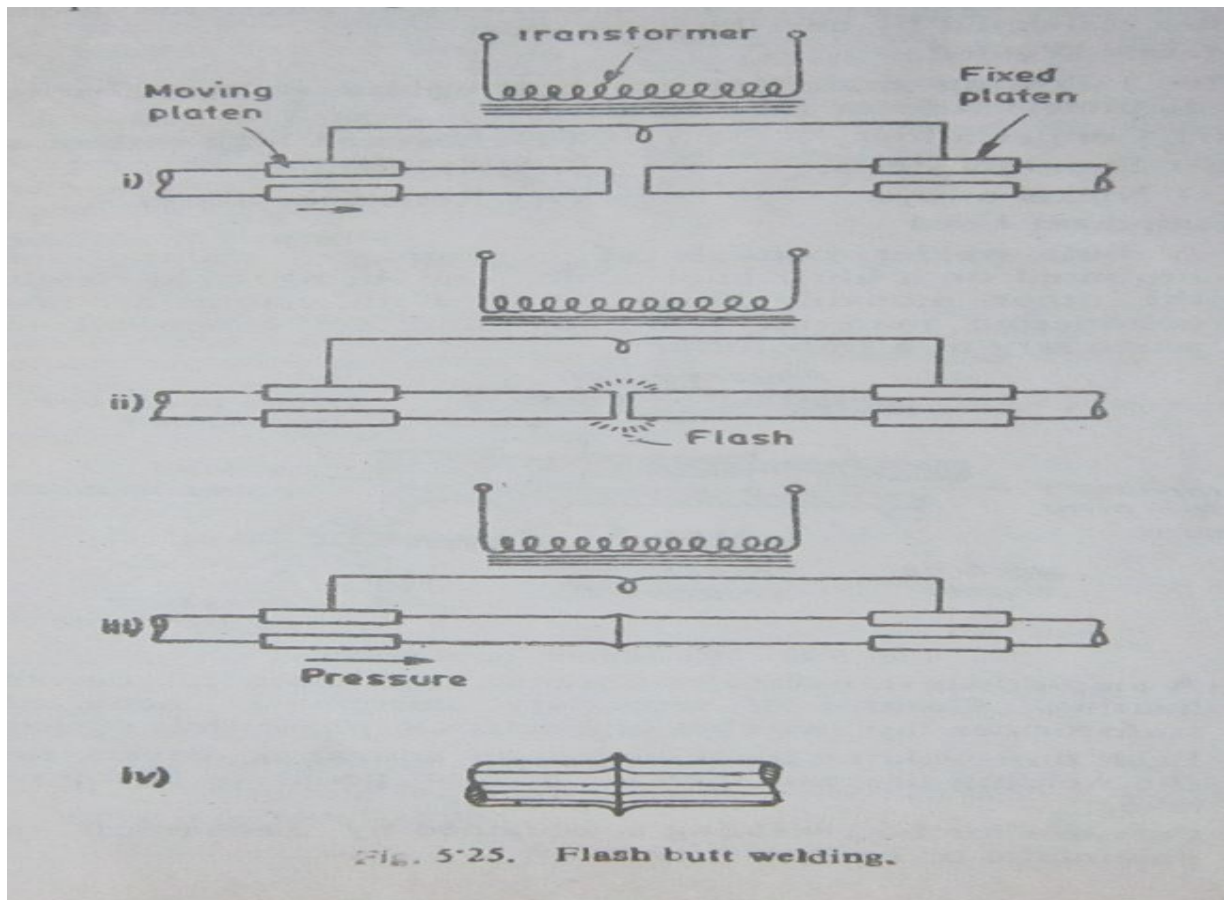 Transformer
Moving
platen
Fixed
platen
i)
ii)
Flash
iii)
Pressure
iv)
Fig. 5·25. Flash butt welding.